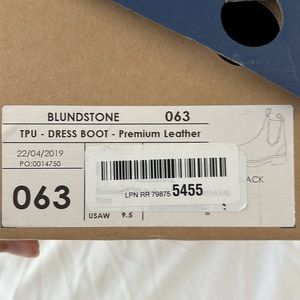 BLUNDSTONE 063
TPU - DRESS BOOT - Premium Leather
22/04/2019
PO:0014750
063
LPN RR 79875 5455
USAW 9.5